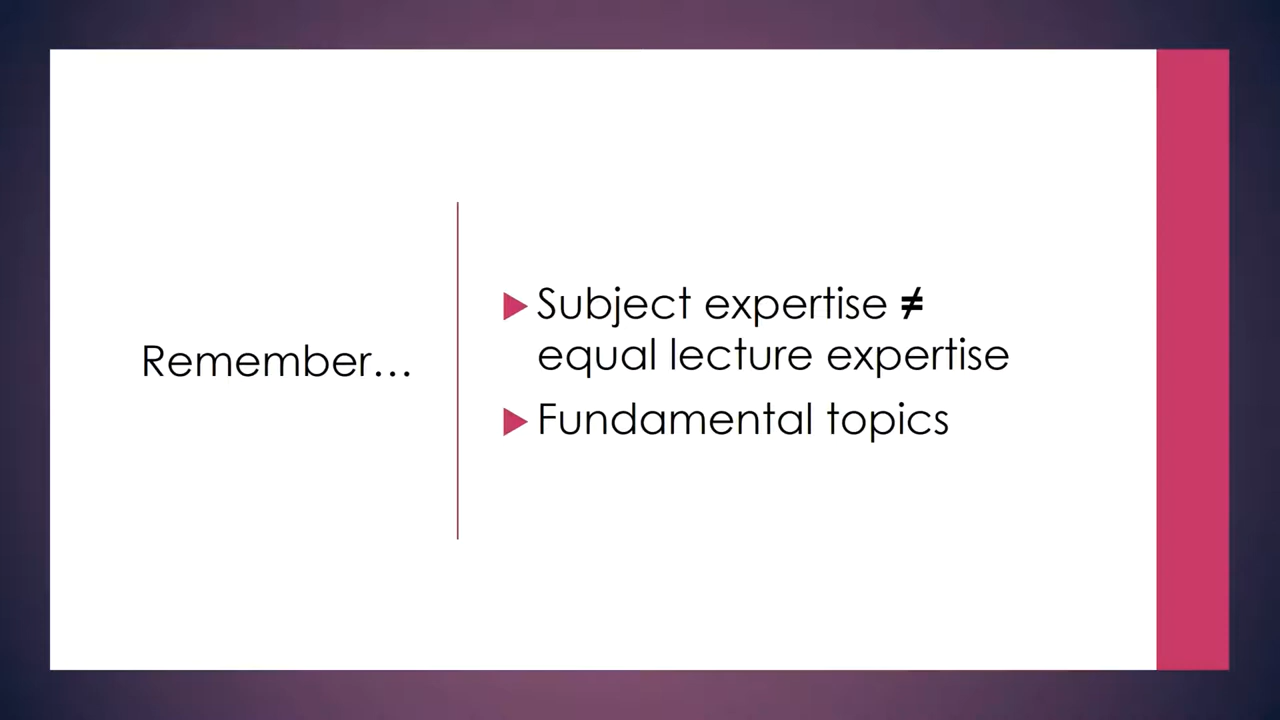 Remember…
Subject expertise ≠
equal lecture expertise
Fundamental topics